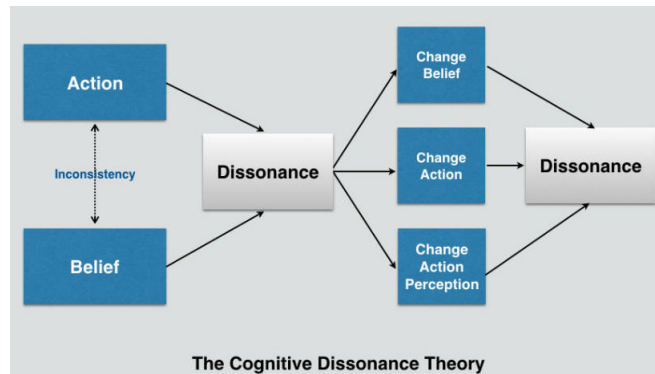 Action
Inconsistency
Belief
Dissonance
Change
Belief
Change
Action
Change
Action
Perception
Dissonance
The Cognitive Dissonance Theory